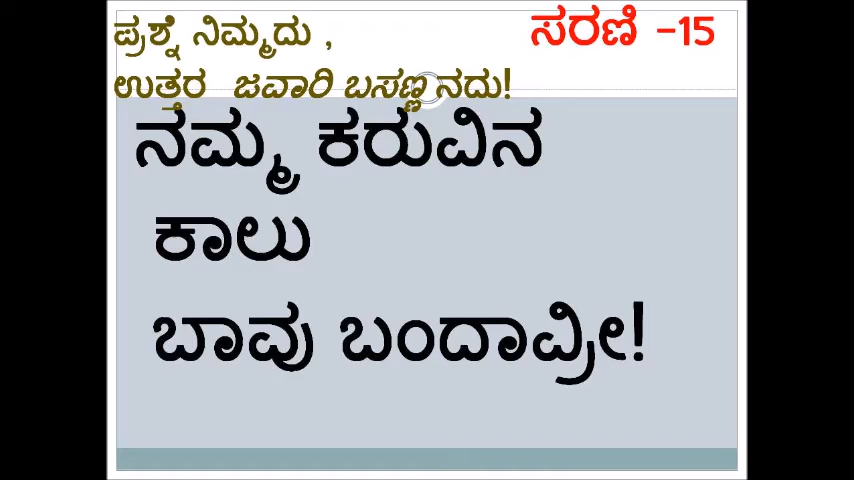 ಪ್ರಶ್ನೆ ನಿಮ್ಮದು , ಸರಣಿ -15
ಉತ್ತರ ಜವಾರಿ ಬಸಣ್ಣನದು!
ನಮ್ಮ ಕರುವಿನ
ಕಾಲು
ಬಾವು ಬಂದಾವ್ರೀ!